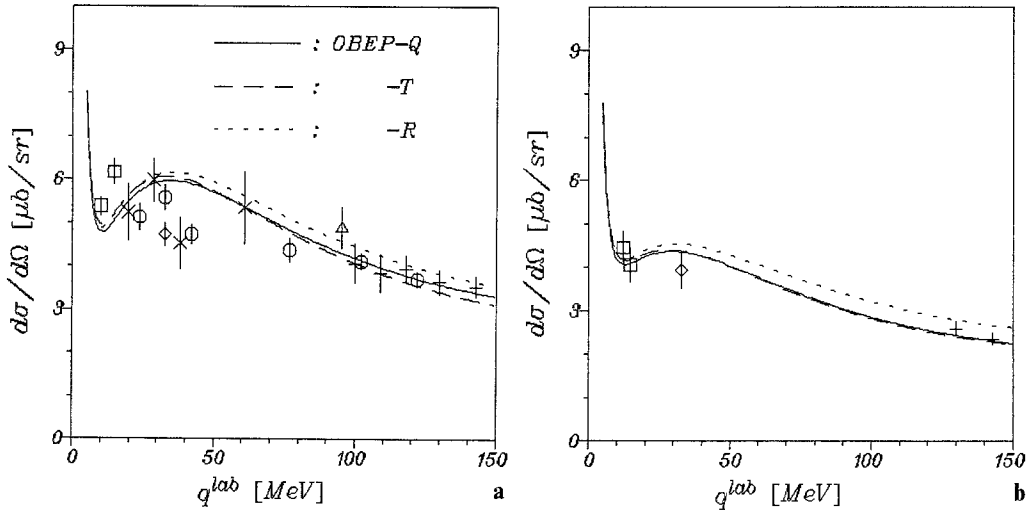 9
6
3
0
dσ/dΩ [μb/sr]
: OBEP-Q
: -T
: -R
0 50 100 150
q^lab [MeV]
a
9
6
3
0
dσ/dΩ [μb/sr]
0 50 100 150
q^lab [MeV]
b